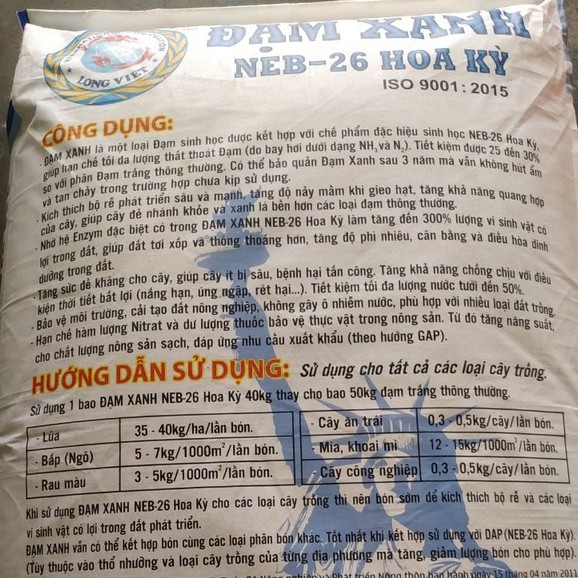 LONG VIỆT
ĐẠM XANH
NEB-26 HOA KỲ
ISO 9001 : 2015
CÔNG DỤNG:
- ĐẠM XANH là một loại Đạm sinh học được kết hợp với chế phẩm đặc hiệu sinh học NEB-26 Hoa Kỳ,
giúp hạn chế tối đa lượng thất thoát Đạm (do bay hơi dưới dạng NH₃ và N₂). Tiết kiệm được 25 đến 30%
so với phân Đạm trắng thông thường. Có thể bảo quản Đạm Xanh sau 3 năm mà vẫn không hút ẩm
và tan chảy trong trường hợp chưa kịp sử dụng.
- Kích thích bộ rễ phát triển sâu và mạnh, tăng độ nảy mầm khi gieo hạt, tăng khả năng quang hợp
của cây, giúp cây đẻ nhánh khỏe và xanh lá bền hơn các loại đạm thông thường.
- Nhờ hệ Enzym đặc biệt có trong ĐẠM XANH NEB-26 Hoa Kỳ làm tăng đến 300% lượng vi sinh vật có
lợi trong đất, giúp đất tơi xốp và thông thoáng hơn, tăng độ phì nhiêu, cân bằng và điều hòa dinh
dưỡng trong đất.
- Tăng sức đề kháng cho cây, giúp cây ít bị sâu, bệnh hại tấn công. Tăng khả năng chống chịu với điều
kiện thời tiết bất lợi (nắng hạn, úng ngập, rét hại...). Tiết kiệm tối đa lượng nước tưới đến 50%.
- Bảo vệ môi trường, cải tạo đất nông nghiệp, không gây ô nhiễm nước, phù hợp với nhiều loại đất trồng.
- Hạn chế hàm lượng Nitrat và dư lượng thuốc bảo vệ thực vật trong nông sản. Từ đó tăng năng suất,
cho chất lượng nông sản sạch, đáp ứng nhu cầu xuất khẩu (theo hướng GAP).
HƯỚNG DẪN SỬ DỤNG: Sử dụng cho tất cả các loại cây trồng.
Sử dụng 1 bao ĐẠM XANH NEB-26 Hoa Kỳ 40kg thay cho bao 50kg đạm trắng thông thường.
- Lúa 35 - 40kg/ha/lần bón. - Cây ăn trái 0,3 - 0,5kg/cây/lần bón.
- Bắp (Ngô) 5 - 7kg/1000m²/lần bón. - Mía, khoai mì 12 - 15kg/1000m²/lần bón.
- Rau màu 3 - 5kg/1000m²/lần bón. - Cây công nghiệp 0,3 - 0,5kg/cây/lần bón.
Khi sử dụng ĐẠM XANH NEB-26 Hoa Kỳ cho các loại cây trồng thì nên bón sớm để kích thích bộ rễ và các loại
vi sinh vật có lợi trong đất phát triển.
ĐẠM XANH vẫn có thể kết hợp bón cùng các loại phân bón khác. Tốt nhất kết hợp sử dụng với DAP (NEB-26 Hoa Kỳ).
(Tùy thuộc vào thổ nhưỡng và loại cây trồng của từng địa phương mà tăng, giảm lượng bón cho phù hợp).
Nông nghiệp và Phát triển Nông thôn ban hành ngày 15 tháng 04 năm 2011